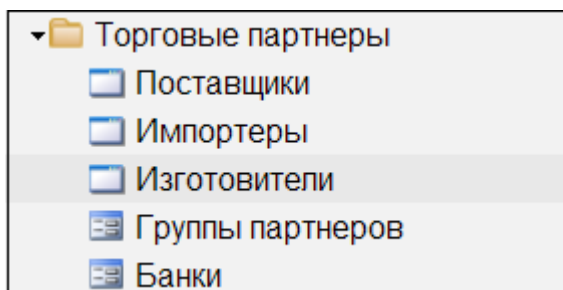 Торговые партнеры
Поставщики
Импортеры
Изготовители
Группы партнеров
Банки